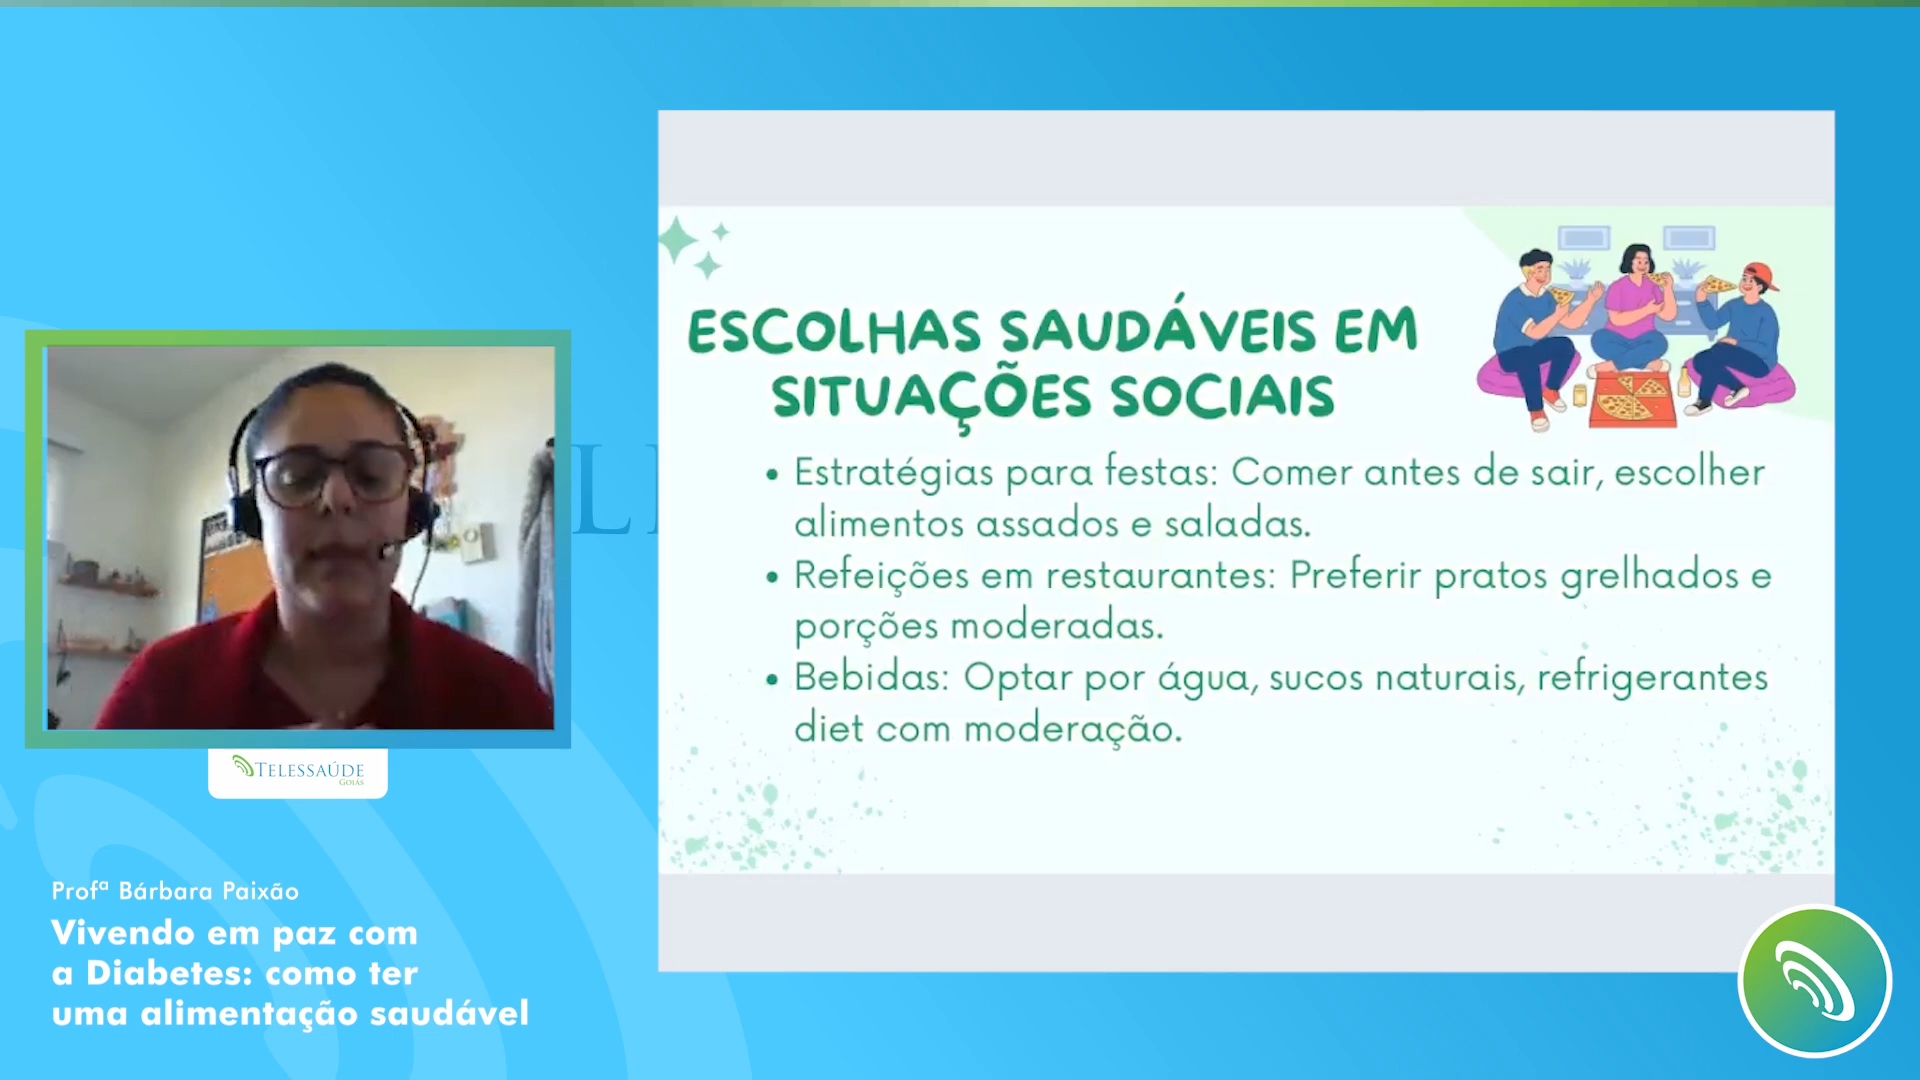 ESCOLHAS SAUDÁVEIS EM
SITUAÇÕES SOCIAIS
• Estratégias para festas: Comer antes de sair, escolher
alimentos assados e saladas.
• Refeições em restaurantes: Preferir pratos grelhados e
porções moderadas.
• Bebidas: Optar por água, sucos naturais, refrigerantes
diet com moderação.
TELESSAÚDE
GOIÁS
Profª Bárbara Paixão
Vivendo em paz com
a Diabetes: como ter
uma alimentação saudável